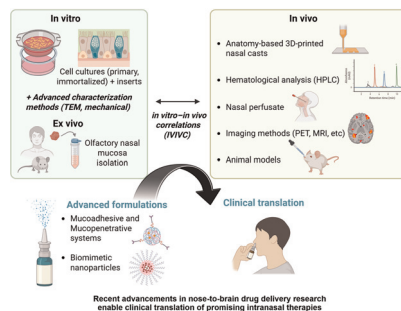 In vitro
Cell cultures (primary,
immortalized) + inserts
+ Advanced characterization
methods (TEM, mechanical)
Ex vivo
Olfactory nasal
mucosa
isolation
in vitro–in vivo
correlations
(IVIVC)
In vivo
• Anatomy-based 3D-printed
nasal casts
• Hematological analysis (HPLC)
• Nasal perfusate
• Imaging methods (PET, MRI, etc)
• Animal models
Advanced formulations
• Mucoadhesive and
Mucopenetrative
systems
• Biomimetic
nanoparticles
Clinical translation
Recent advancements in nose-to-brain drug delivery research
enable clinical translation of promising intranasal therapies